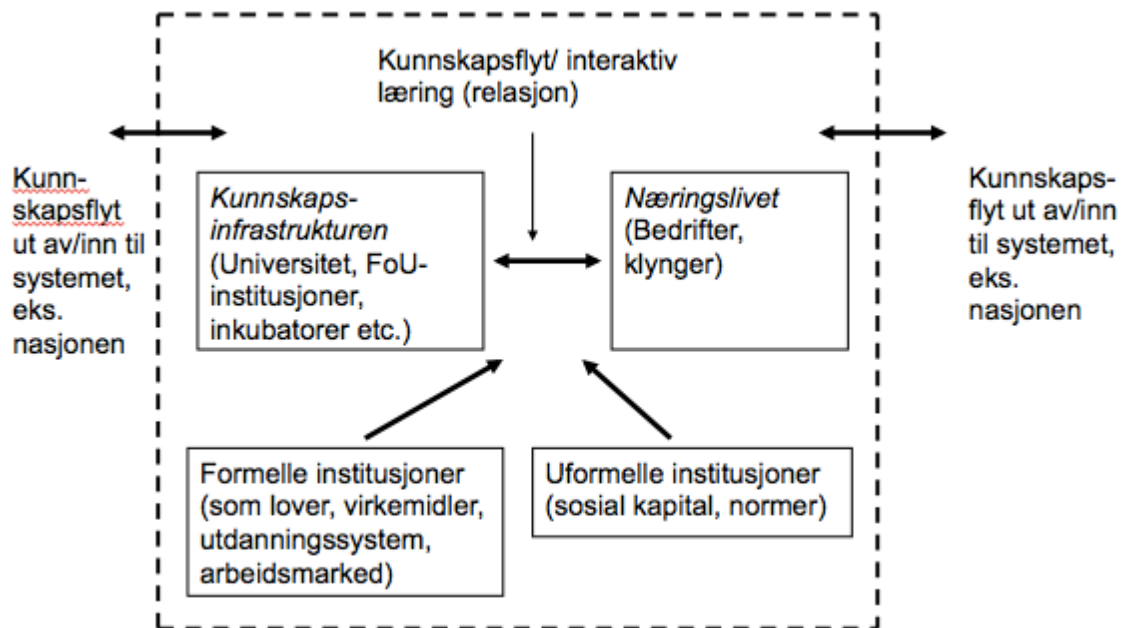 Kunnskapsflyt/ interaktiv
læring (relasjon)
Kunn-
skapsflyt
ut av/inn til
systemet,
eks.
nasjonen
Kunnskaps-
infrastrukturen
(Universitet, FoU-
institusjoner,
inkubatorer etc.)
Næringslivet
(Bedrifter,
klynger)
Kunnskaps-
flyt ut av/inn
til systemet,
eks.
nasjonen
Formelle institusjoner
(som lover, virkemidler,
utdanningssystem,
arbeidsmarked)
Uformelle institusjoner
(sosial kapital, normer)